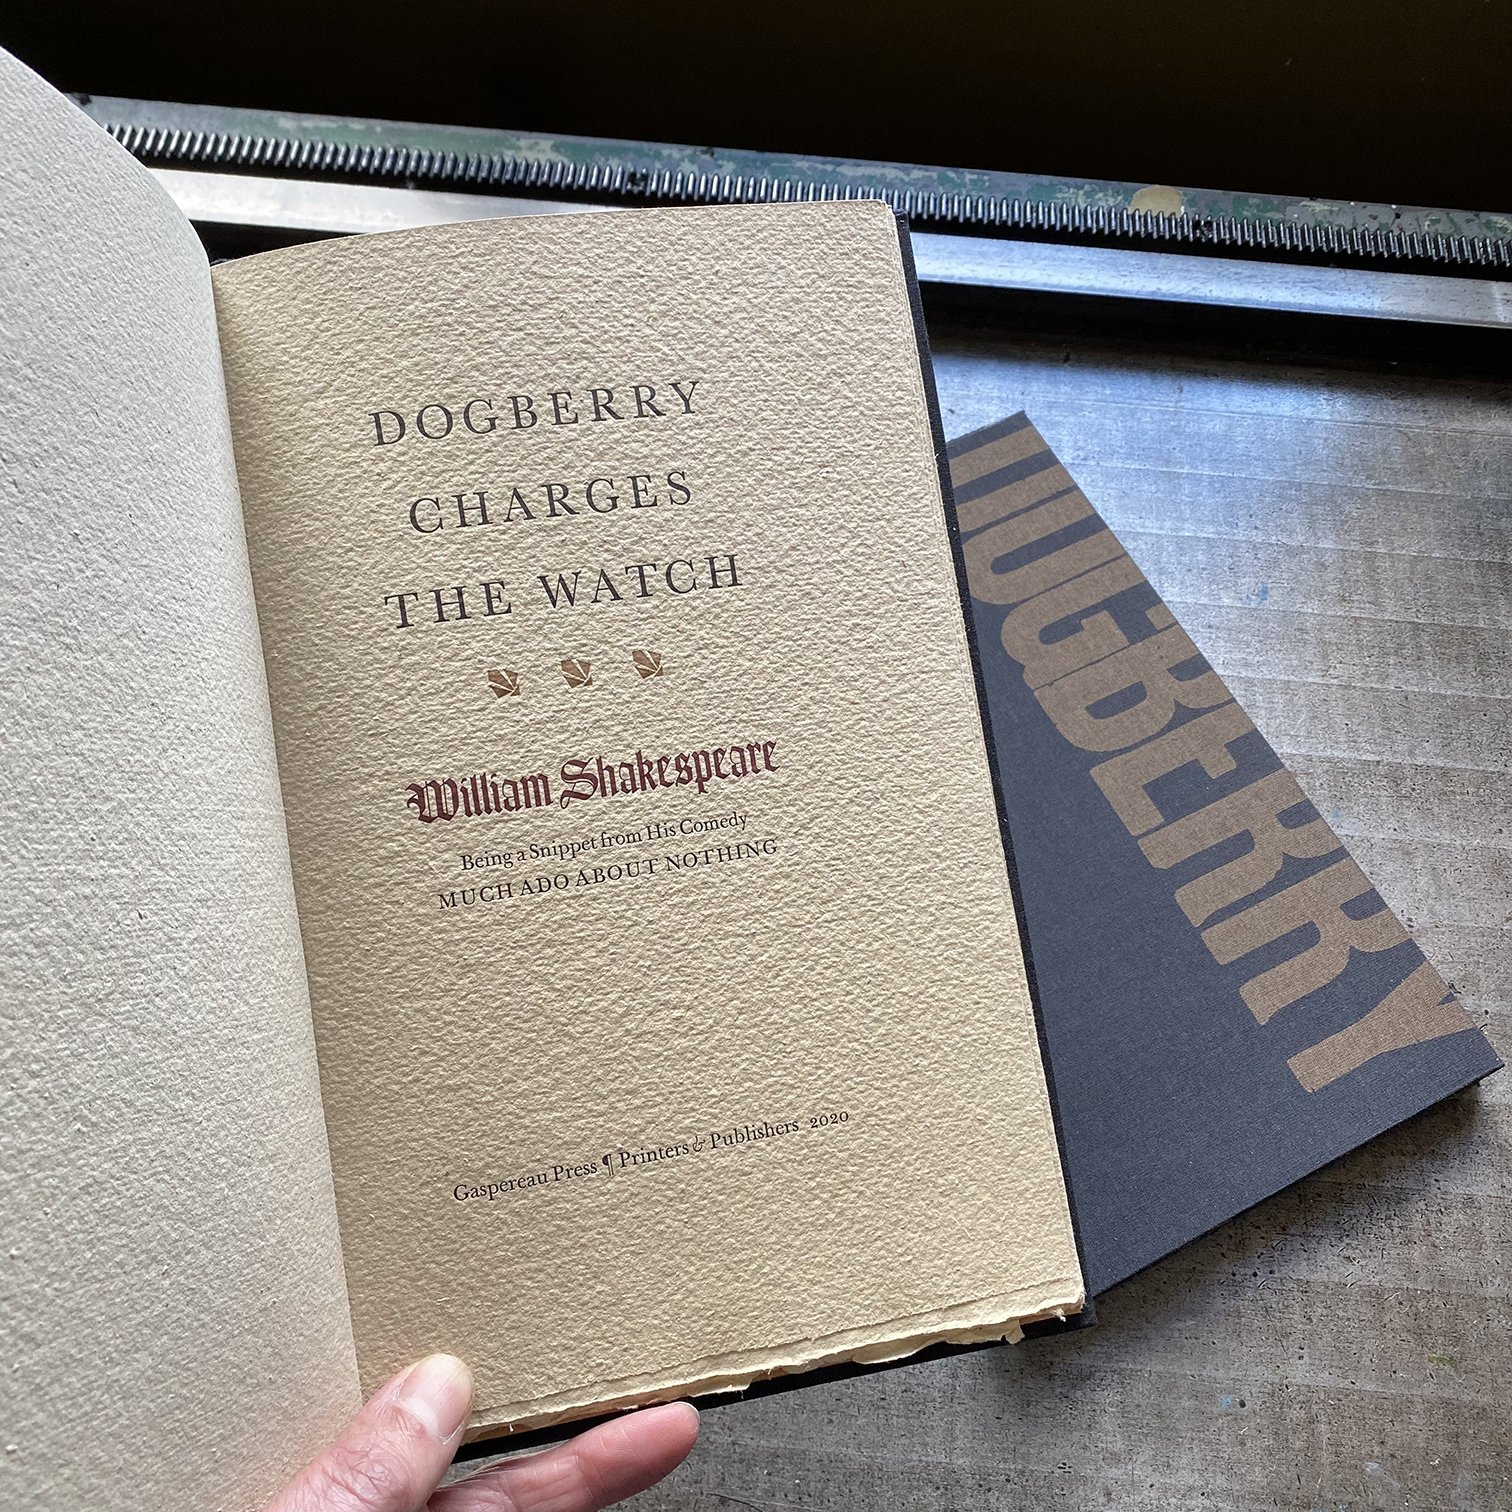 DOGBERRY
CHARGES
THE WATCH
William Shakespeare
Being a Snippet from His Comedy
MUCH ADO ABOUT NOTHING
Gaspereau Press ¶ Printers & Publishers 2020
DOGBERRY